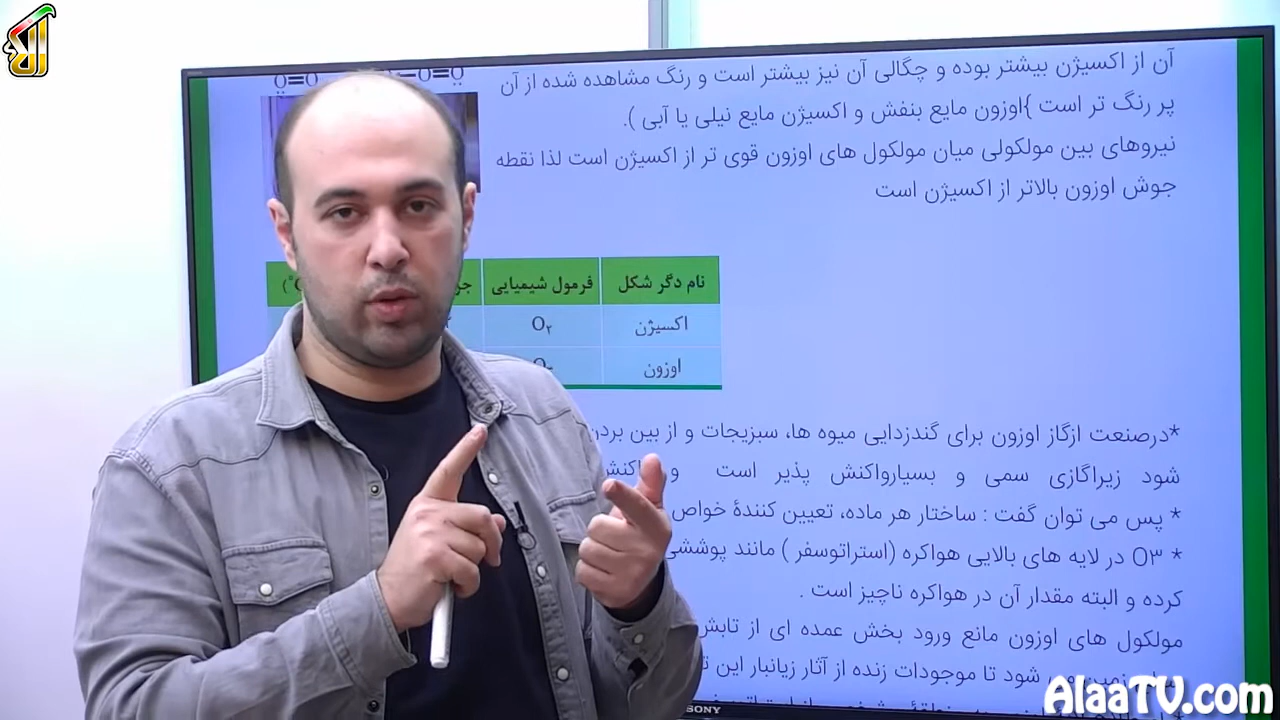 آلاء
آن از اکسیژن بیشتر بوده و چگالی آن نیز بیشتر است و رنگ مشاهده شده از آن
پر رنگ تر است }اوزون مایع بنفش و اکسیژن مایع نیلی یا آبی ).
نیروهای بین مولکولی میان مولکول های اوزون قوی تر از اکسیژن است لذا نقطه
جوش اوزون بالاتر از اکسیژن است
نام دگر شکل فرمول شیمیایی
اکسیژن O₂
اوزون
*درصنعت ازگاز اوزون برای گندزدایی میوه ها، سبزیجات و از بین بردن
شود زیراگازی سمی و بسیارواکنش پذیر است و
* پس می توان گفت : ساختار هر ماده، تعیین کنندهٔ خواص
* O۳ در لایه های بالایی هواکره (استراتوسفر ) مانند پوششی
کرده و البته مقدار آن در هواکره ناچیز است .
مولکول های اوزون مانع ورود بخش عمده ای از تابش
شود تا موجودات زنده از آثار زیانبار این
SONY
AlaaTV.com